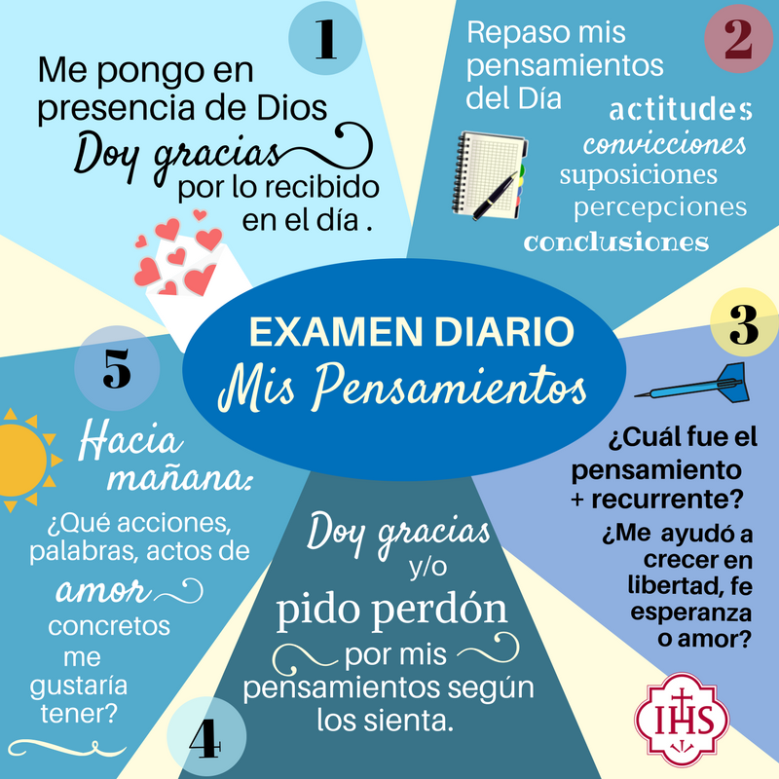 EXAMEN DIARIO
Mis Pensamientos
1
Me pongo en
presencia de Dios
Doy gracias
por lo recibido
en el día .
2
Repaso mis
pensamientos
del Día
actitudes
convicciones
suposiciones
percepciones
conclusiones
3
¿Cuál fue el
pensamiento
+ recurrente?
¿Me ayudó a
crecer en
libertad, fe
esperanza
o amor?
4
Doy gracias
y/o
pido perdón
por mis
pensamientos según
los sienta.
5
Hacia
mañana:
¿Qué acciones,
palabras, actos de
amor
concretos
me
gustaría
tener?
IHS